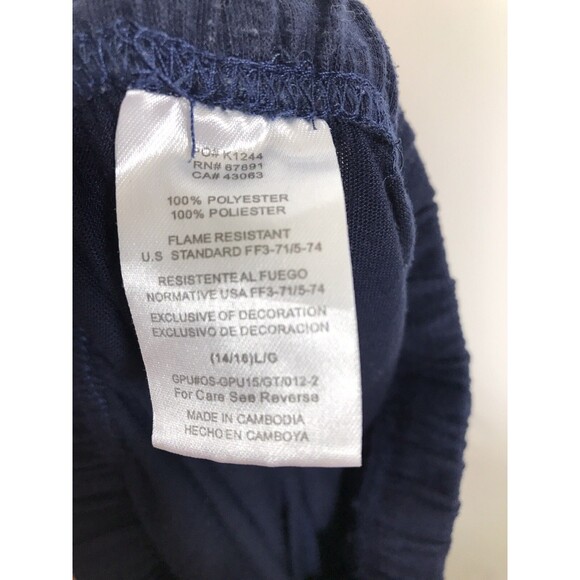 PO# K1244
RN# 67691
CA# 43063
100% POLYESTER
100% POLIESTER
FLAME RESISTANT
U.S STANDARD FF3-71/5-74
RESISTENTE AL FUEGO
NORMATIVE USA FF3-71/5-74
EXCLUSIVE OF DECORATION
EXCLUSIVO DE DECORACION
(14/16)L/G
GPU#OS-GPU15/GT/012-2
For Care See Reverse
MADE IN CAMBODIA
HECHO EN CAMBOYA